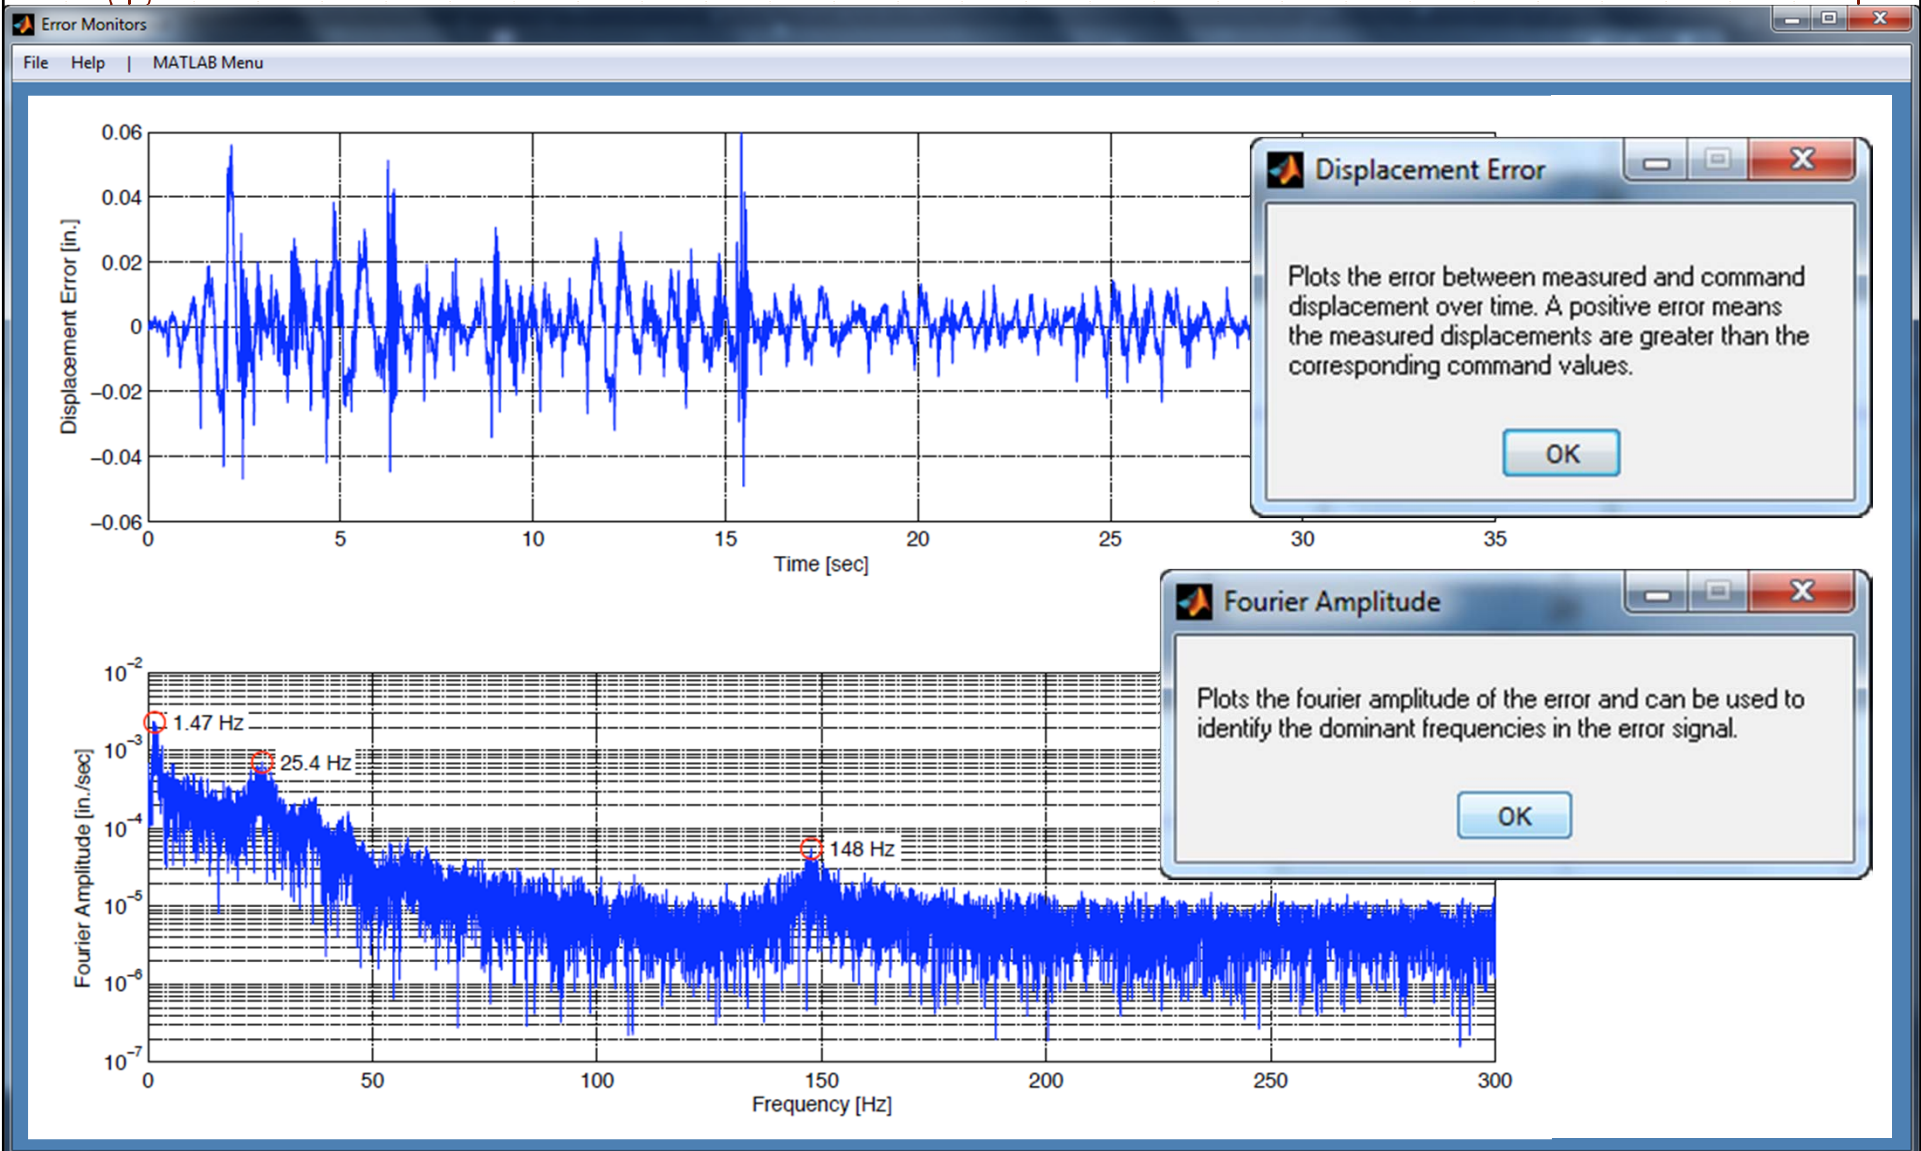 Error Monitors
File Help | MATLAB Menu
0.06
0.04
0.02
0
−0.02
−0.04
−0.06
Displacement Error [in.]
0 5 10 15 20 25 30 35
Time [sec]
Displacement Error
Plots the error between measured and command
displacement over time. A positive error means
the measured displacements are greater than the
corresponding command values.
OK
Fourier Amplitude
Plots the fourier amplitude of the error and can be used to
identify the dominant frequencies in the error signal.
OK
10−2
10−3
10−4
10−5
10−6
10−7
Fourier Amplitude [in./sec]
1.47 Hz
25.4 Hz
148 Hz
0 50 100 150 200 250 300
Frequency [Hz]